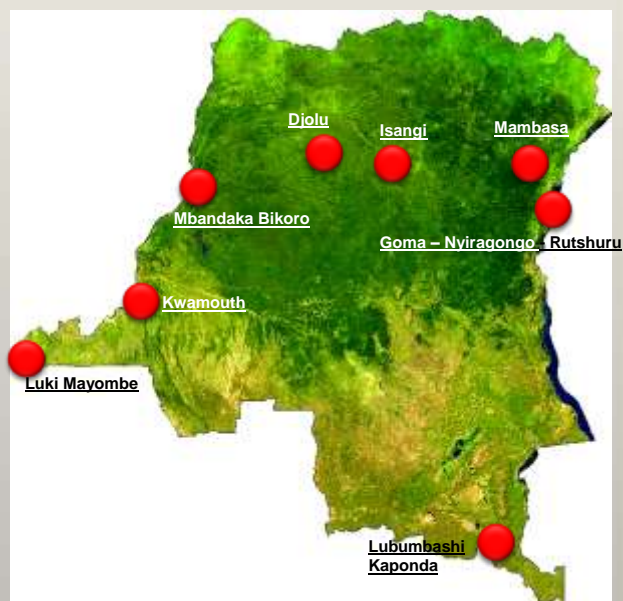 Djolu
Isangi
Mambasa
Mbandaka Bikoro
Goma – Nyiragongo - Rutshuru
Kwamouth
Luki Mayombe
Lubumbashi
Kaponda